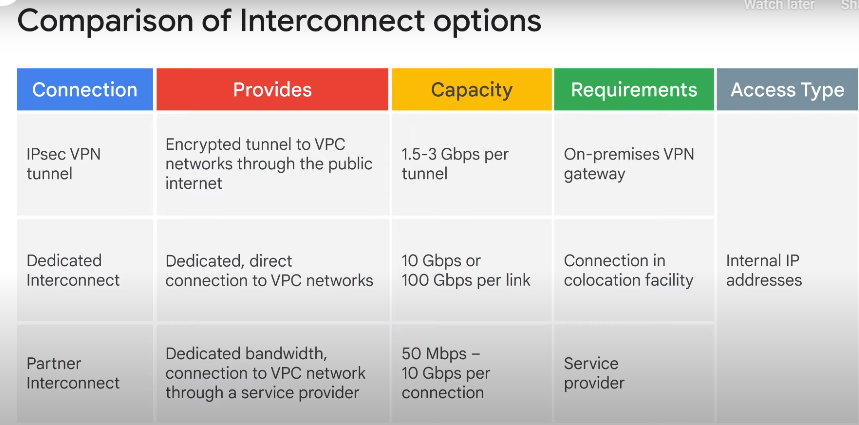 Watch later
Sh
Comparison of Interconnect options
Connection
Provides
Capacity
Requirements
Access Type
IPsec VPN
tunnel
Encrypted tunnel to VPC
networks through the public
internet
1.5-3 Gbps per
tunnel
On-premises VPN
gateway
Dedicated
Interconnect
Dedicated, direct
connection to VPC networks
10 Gbps or
100 Gbps per link
Connection in
colocation facility
Internal IP
addresses
Partner
Interconnect
Dedicated bandwidth,
connection to VPC network
through a service provider
50 Mbps –
10 Gbps per
connection
Service
provider